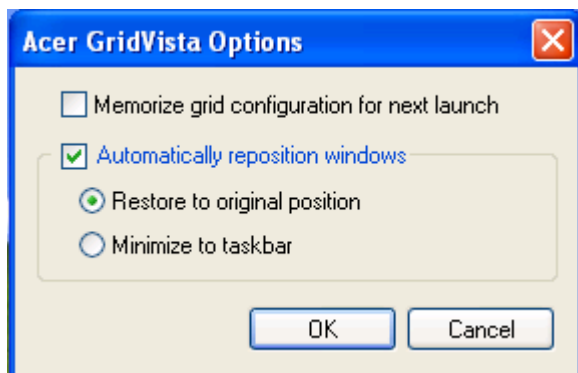 Acer GridVista Options
Memorize grid configuration for next launch
Automatically reposition windows
Restore to original position
Minimize to taskbar
OK Cancel